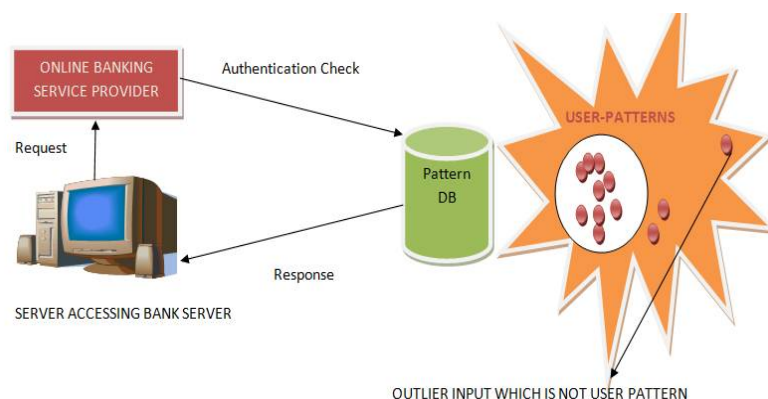 ONLINE BANKING
SERVICE PROVIDER
Authentication Check
USER-PATTERNS
Request
Pattern
DB
Response
SERVER ACCESSING BANK SERVER
OUTLIER INPUT WHICH IS NOT USER PATTERN